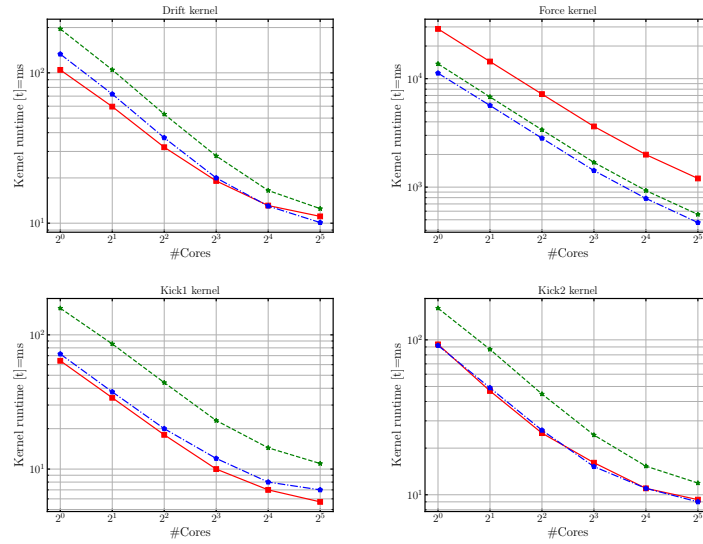 Drift kernel
Kernel runtime [t]=ms
10²
10¹
2⁰ 2¹ 2² 2³ 2⁴ 2⁵
#Cores
Force kernel
Kernel runtime [t]=ms
10⁴
10³
2⁰ 2¹ 2² 2³ 2⁴ 2⁵
#Cores
Kick1 kernel
Kernel runtime [t]=ms
10²
10¹
2⁰ 2¹ 2² 2³ 2⁴ 2⁵
#Cores
Kick2 kernel
Kernel runtime [t]=ms
10²
10¹
2⁰ 2¹ 2² 2³ 2⁴ 2⁵
#Cores